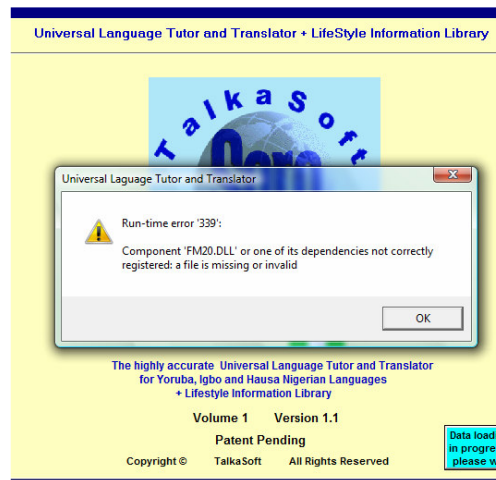 Universal Language Tutor and Translator + LifeStyle Information Library
TalkaSoft
Universal Laguage Tutor and Translator
Run-time error '339':
Component 'FM20.DLL' or one of its dependencies not correctly
registered: a file is missing or invalid
OK
The highly accurate Universal Language Tutor and Translator
for Yoruba, Igbo and Hausa Nigerian Languages
+ Lifestyle Information Library
Volume 1 Version 1.1
Patent Pending
Copyright © TalkaSoft All Rights Reserved
Data load
in progre
please w